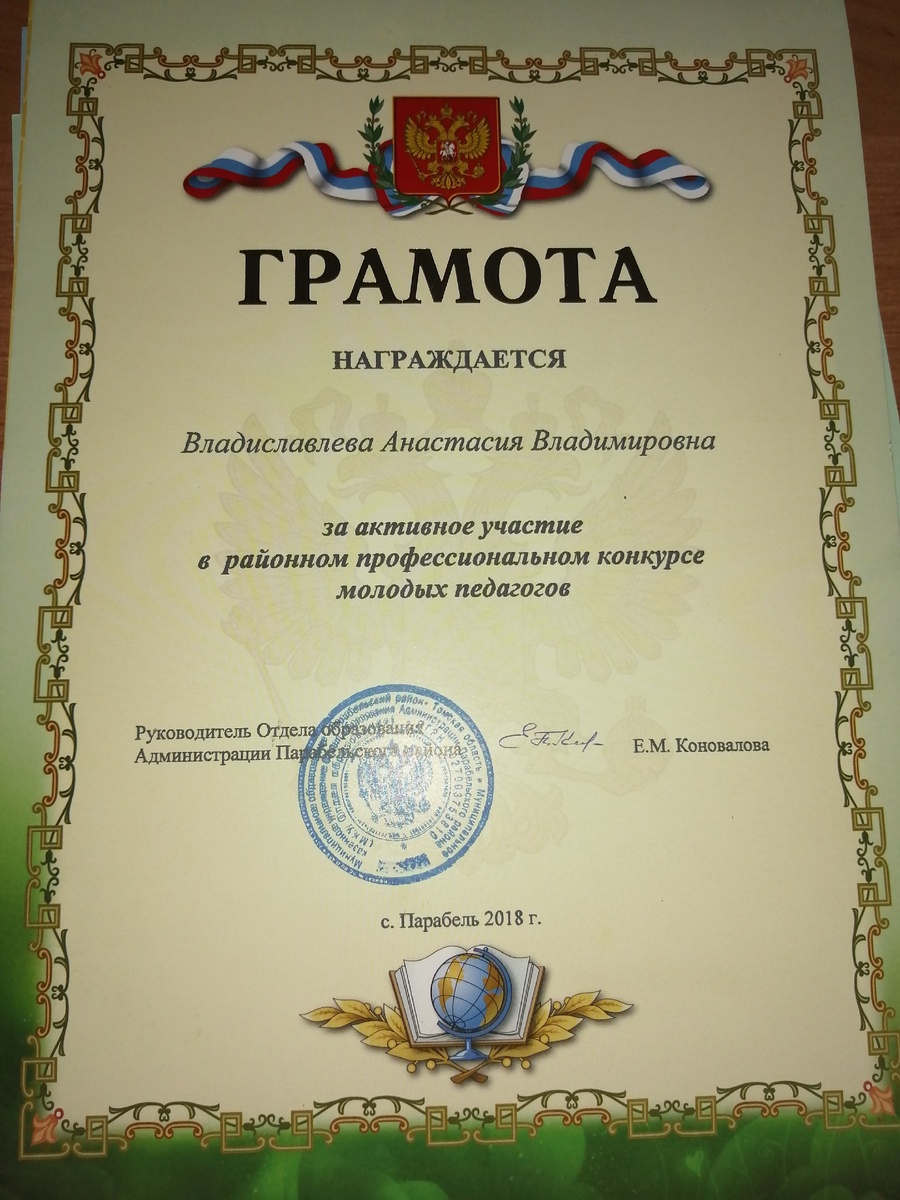 ГРАМОТА
НАГРАЖДАЕТСЯ
Владиславлева Анастасия Владимировна
за активное участие
в районном профессиональном конкурсе
молодых педагогов
Руководитель Отдела образования
Администрации Парабельского района
Е.М. Коновалова
с. Парабель 2018 г.